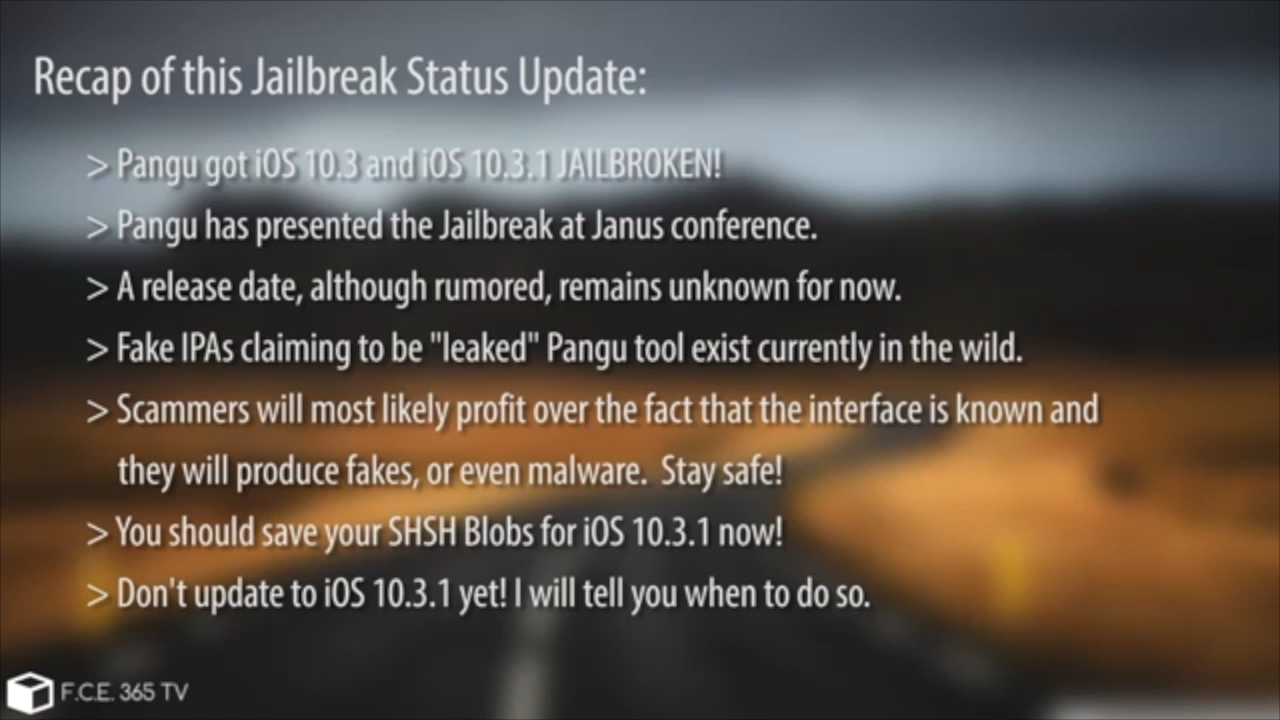 Recap of this Jailbreak Status Update:
> Pangu got iOS 10.3 and iOS 10.3.1 JAILBROKEN!
> Pangu has presented the Jailbreak at Janus conference.
> A release date, although rumored, remains unknown for now.
> Fake IPAs claiming to be "leaked" Pangu tool exist currently in the wild.
> Scammers will most likely profit over the fact that the interface is known and
they will produce fakes, or even malware.  Stay safe!
> You should save your SHSH Blobs for iOS 10.3.1 now!
> Don't update to iOS 10.3.1 yet! I will tell you when to do so.
F.C.E. 365 TV